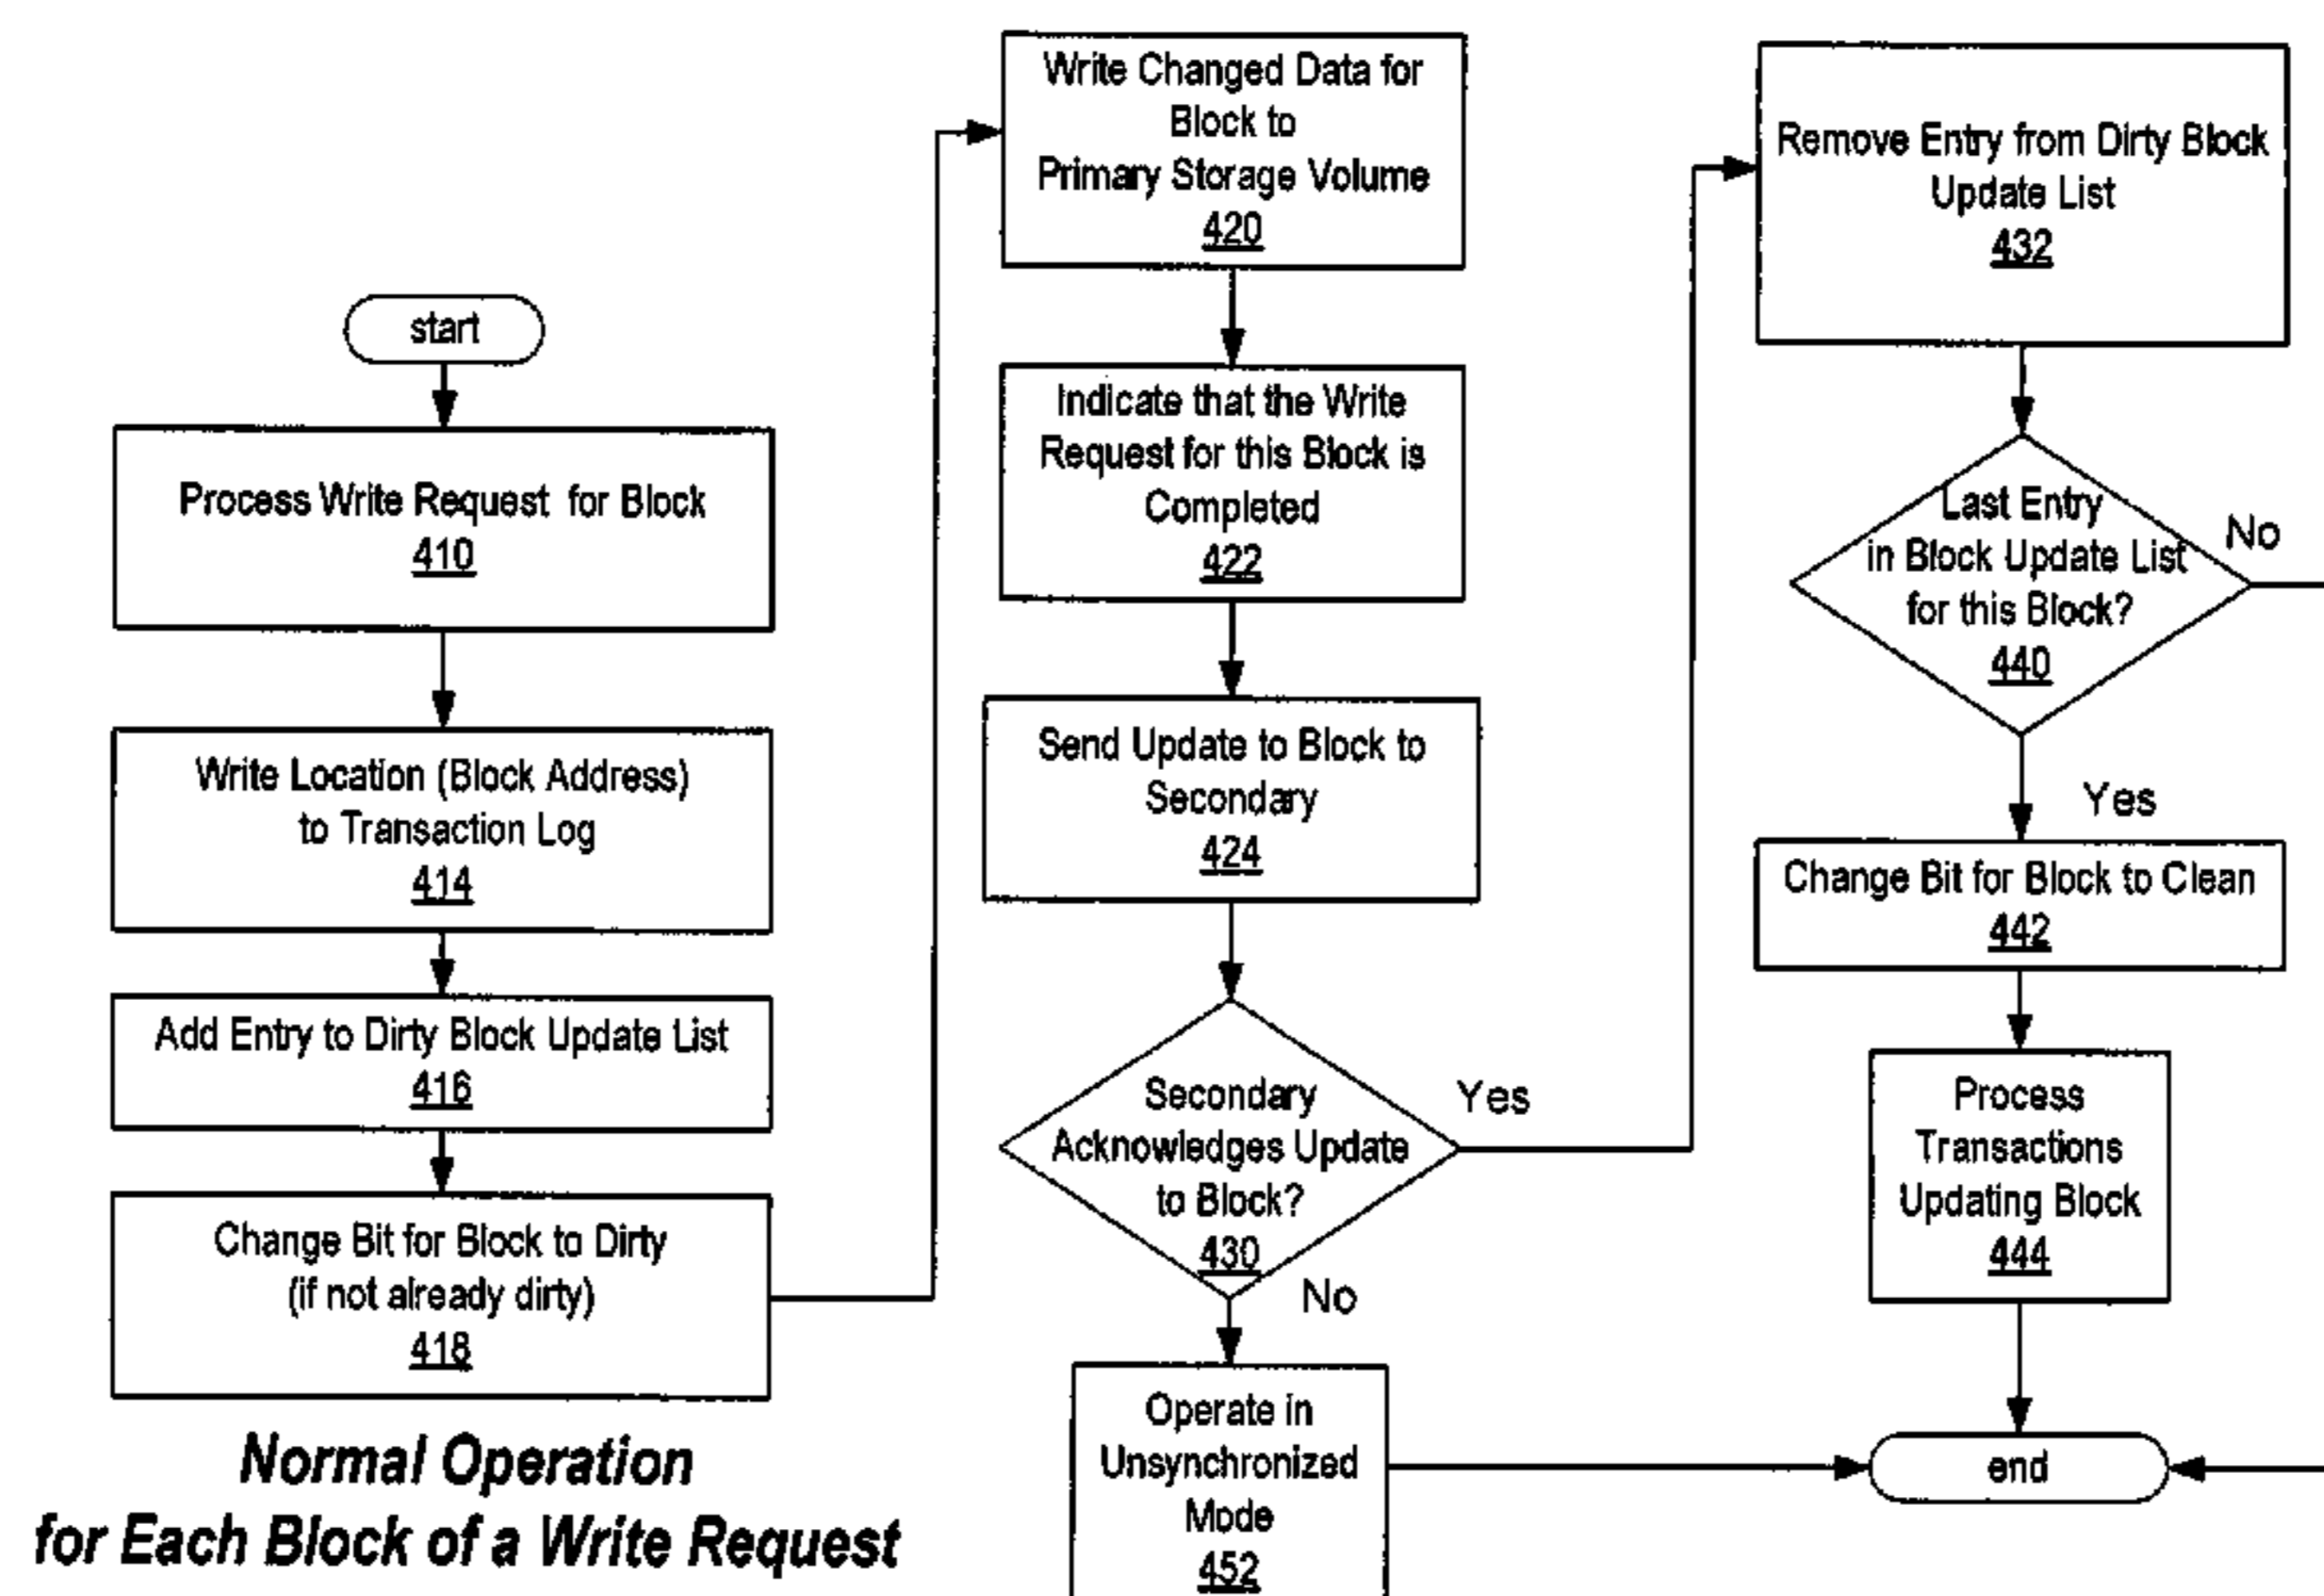 start
Process Write Request for Block
410
Write Location (Block Address)
to Transaction Log
414
Add Entry to Dirty Block Update List
416
Change Bit for Block to Dirty
(if not already dirty)
418
Normal Operation
for Each Block of a Write Request
Write Changed Data for
Block to
Primary Storage Volume
420
Indicate that the Write
Request for this Block is
Completed
422
Send Update to Block to
Secondary
424
Secondary
Acknowledges Update
to Block?
430
Yes
No
Operate in
Unsynchronized
Mode
452
Remove Entry from Dirty Block
Update List
432
Last Entry
in Block Update List
for this Block?
440
No
Yes
Change Bit for Block to Clean
442
Process
Transactions
Updating Block
444
end